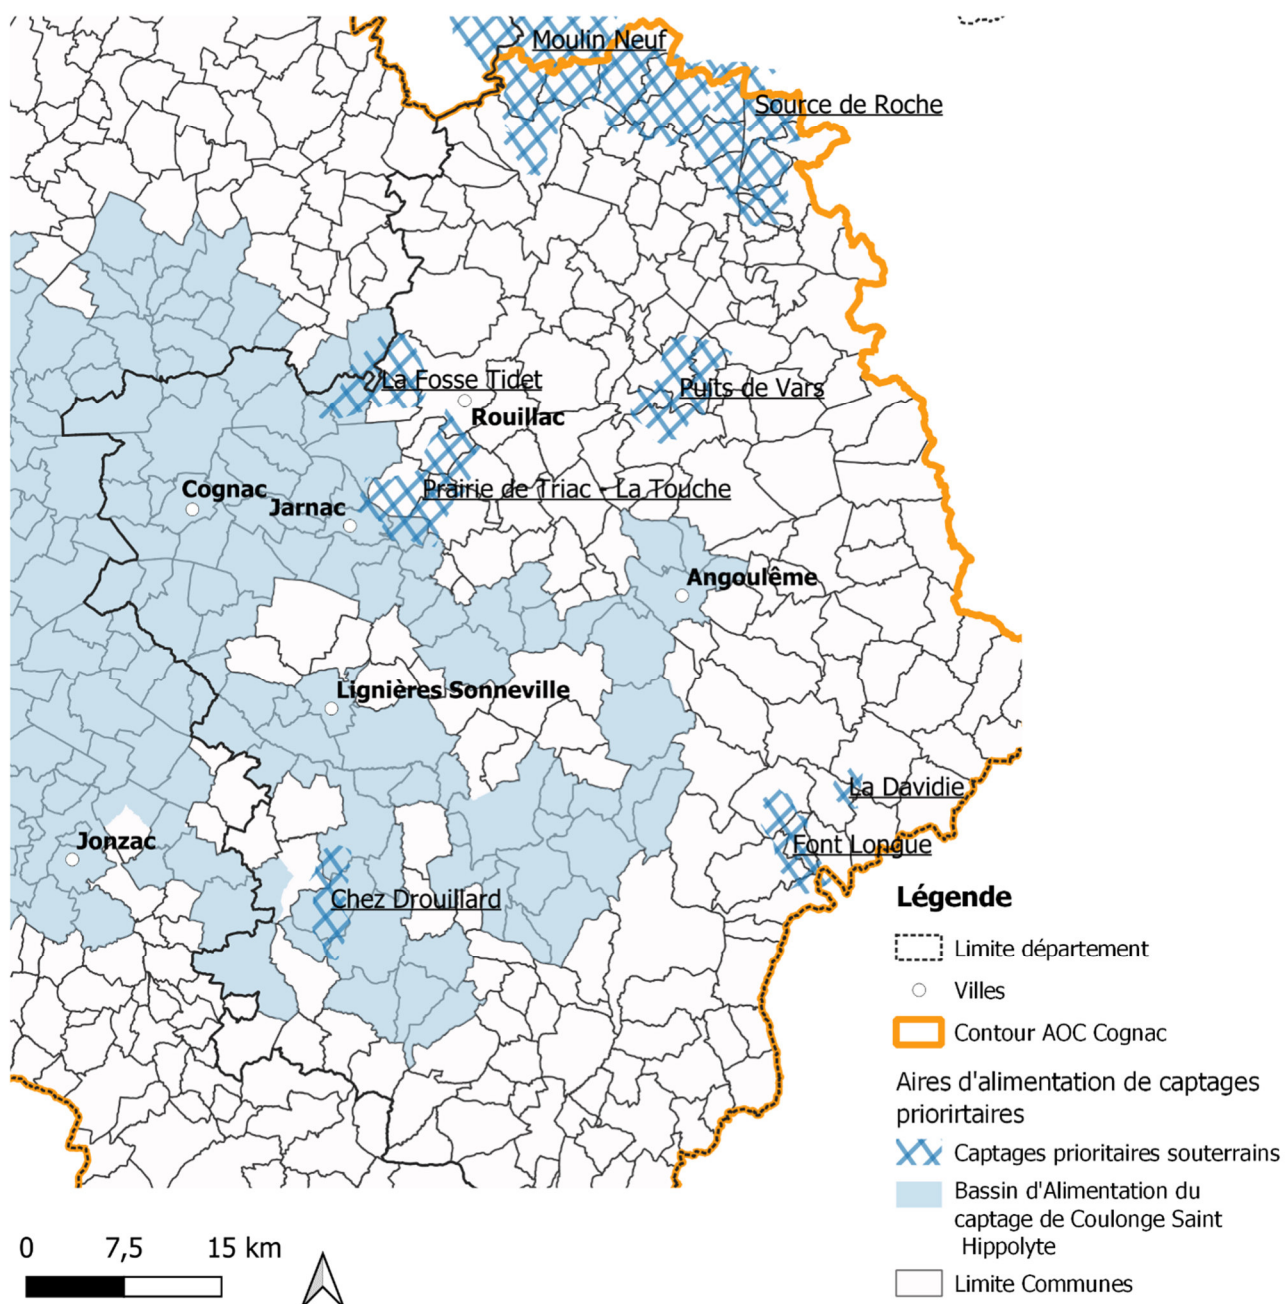 Moulin Neuf
Source de Roche
La Fosse Tidet
Puits de Vars
Rouillac
Cognac
Prairie de Triac - La Touche
Jarnac
Angoulême
Lignières Sonneville
La Davidie
Jonzac
Font Longue
Chez Drouillard
Légende
Limite département
Villes
Contour AOC Cognac
Aires d'alimentation de captages
priorirtaires
Captages prioritaires souterrains
Bassin d'Alimentation du
captage de Coulonge Saint
Hippolyte
Limite Communes
0 7,5 15 km